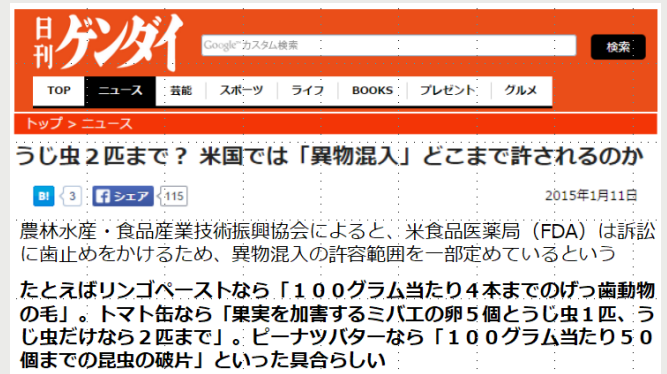 日刊ゲンダイ
Google™ カスタム検索
検索
TOP ニュース 芸能 スポーツ ライフ BOOKS プレゼント グルメ
トップ > ニュース
うじ虫２匹まで？ 米国では「異物混入」どこまで許されるのか
B! 3 f シェア 115 2015年1月11日
農林水産・食品産業技術振興協会によると、米食品医薬局（FDA）は訴訟
に歯止めをかけるため、異物混入の許容範囲を一部定めているという
たとえばリンゴペーストなら「１００グラム当たり４本までのげっ歯動物
の毛」。トマト缶なら「果実を加害するミバエの卵５個とうじ虫１匹、う
じ虫だけなら２匹まで」。ピーナツバターなら「１００グラム当たり５０
個までの昆虫の破片」といった具合らしい